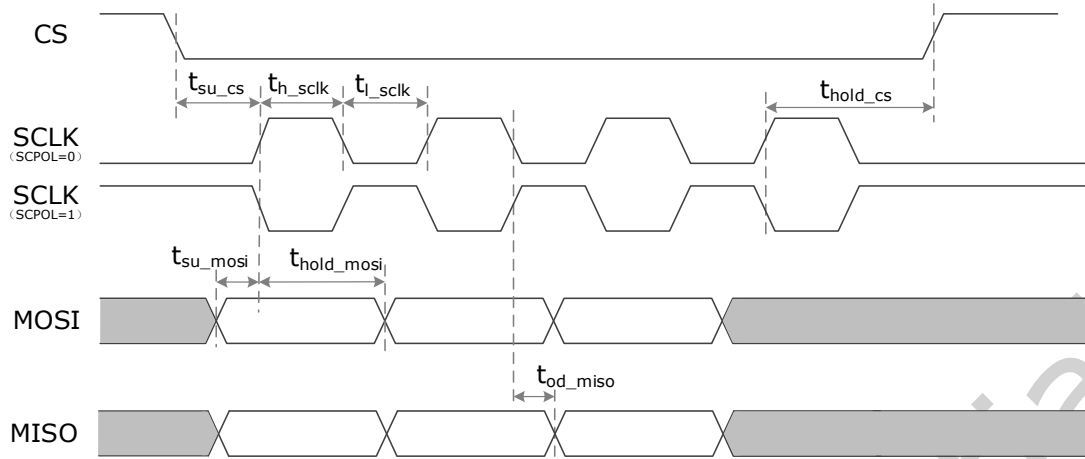 CS
tsu_cs
th_sclk
tl_sclk
thold_cs
SCLK
(SCPOL=0)
SCLK
(SCPOL=1)
tsu_mosi
thold_mosi
MOSI
tod_miso
MISO